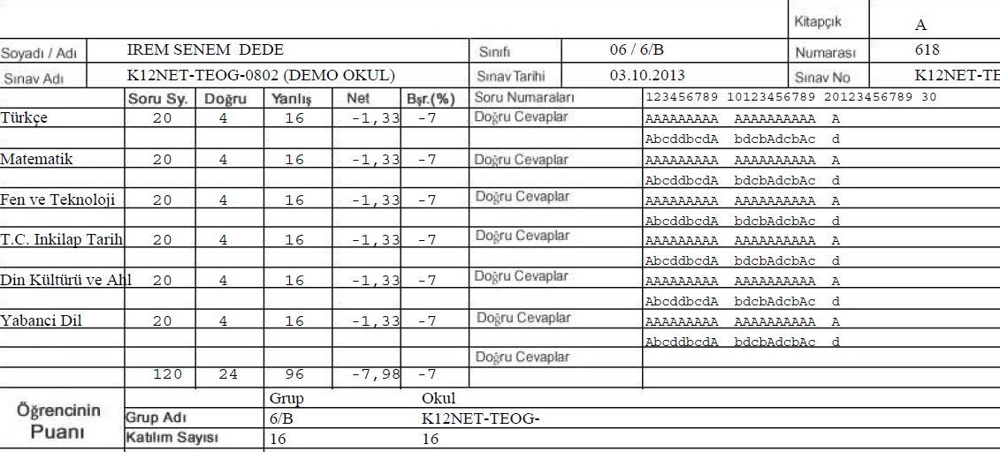 Kitapçık A
Soyadı / Adı IREM SENEM DEDE Sınıfı 06 / 6/B Numarası 618
Sınav Adı K12NET-TEOG-0802 (DEMO OKUL) Sınav Tarihi 03.10.2013 Sınav No K12NET-TE
Soru Sy. Doğru Yanlış Net Bşr.(%) Soru Numaraları 123456789 10123456789 20123456789 30
Türkçe 20 4 16 -1,33 -7 Doğru Cevaplar AAAAAAAAA AAAAAAAAAA A
AbcddbcdA bdcbAdcbAc d
Matematik 20 4 16 -1,33 -7 Doğru Cevaplar AAAAAAAAA AAAAAAAAAA A
AbcddbcdA bdcbAdcbAc d
Fen ve Teknoloji 20 4 16 -1,33 -7 Doğru Cevaplar AAAAAAAAA AAAAAAAAAA A
AbcddbcdA bdcbAdcbAc d
T.C. Inkilap Tarih 20 4 16 -1,33 -7 Doğru Cevaplar AAAAAAAAA AAAAAAAAAA A
AbcddbcdA bdcbAdcbAc d
Din Kültürü ve Ahl 20 4 16 -1,33 -7 Doğru Cevaplar AAAAAAAAA AAAAAAAAAA A
AbcddbcdA bdcbAdcbAc d
Yabanci Dil 20 4 16 -1,33 -7 Doğru Cevaplar AAAAAAAAA AAAAAAAAAA A
AbcddbcdA bdcbAdcbAc d
Doğru Cevaplar
120 24 96 -7,98 -7
Öğrencinin Puanı
Grup Okul
Grup Adı 6/B K12NET-TEOG-
Katılım Sayısı 16 16